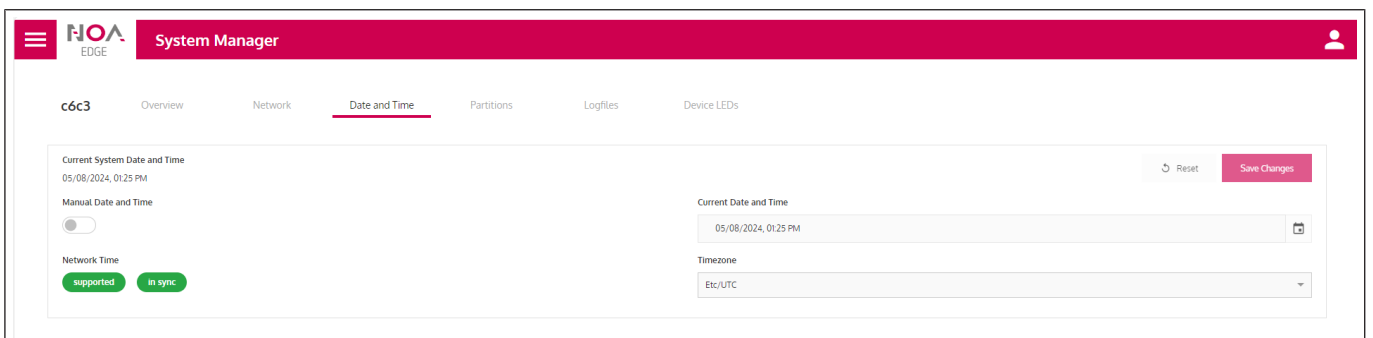 NOA
EDGE
System Manager
c6c3 Overview Network Date and Time Partitions Logfiles Device LEDs
Current System Date and Time
05/08/2024, 01:25 PM
Reset Save Changes
Manual Date and Time
Current Date and Time
05/08/2024, 01:25 PM
Network Time
supported in sync
Timezone
Etc/UTC